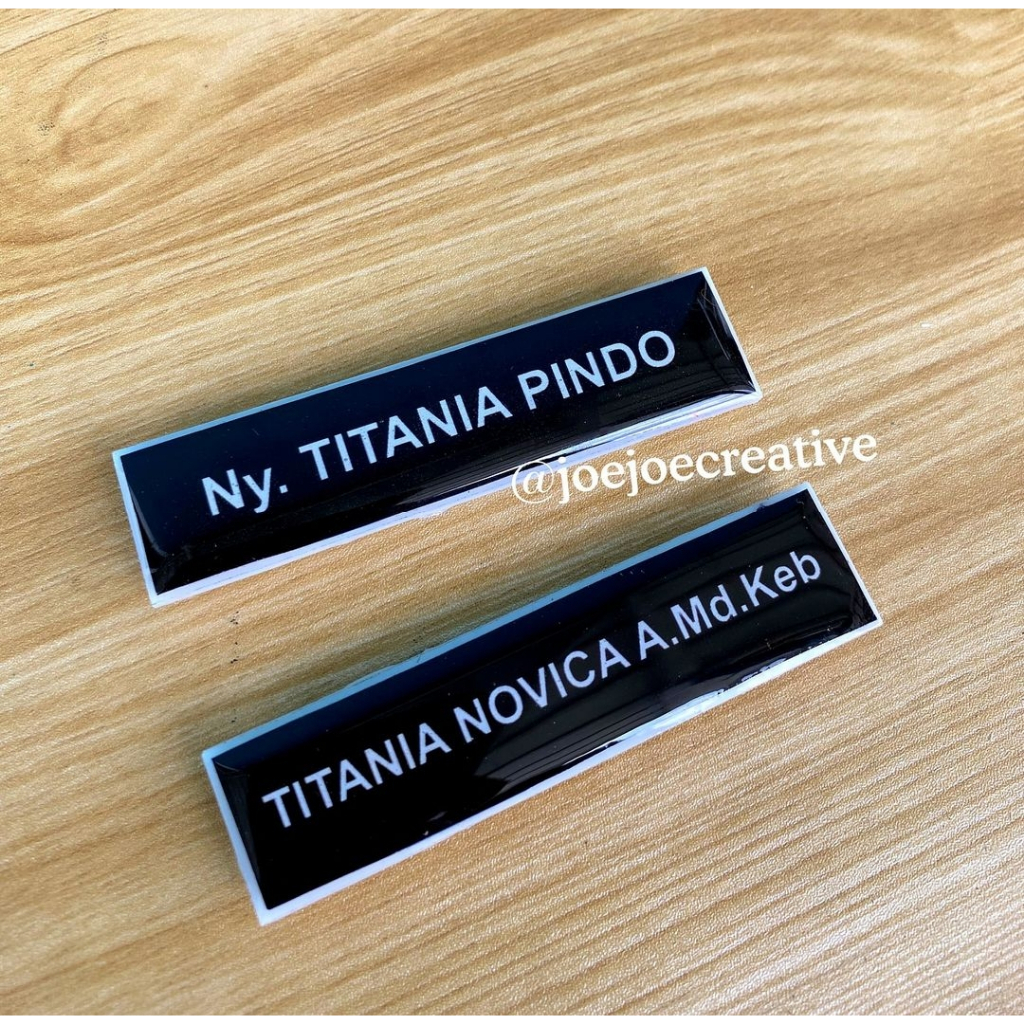 Ny. TITANIA PINDO
@joejoecreative
TITANIA NOVICA A.Md.Keb